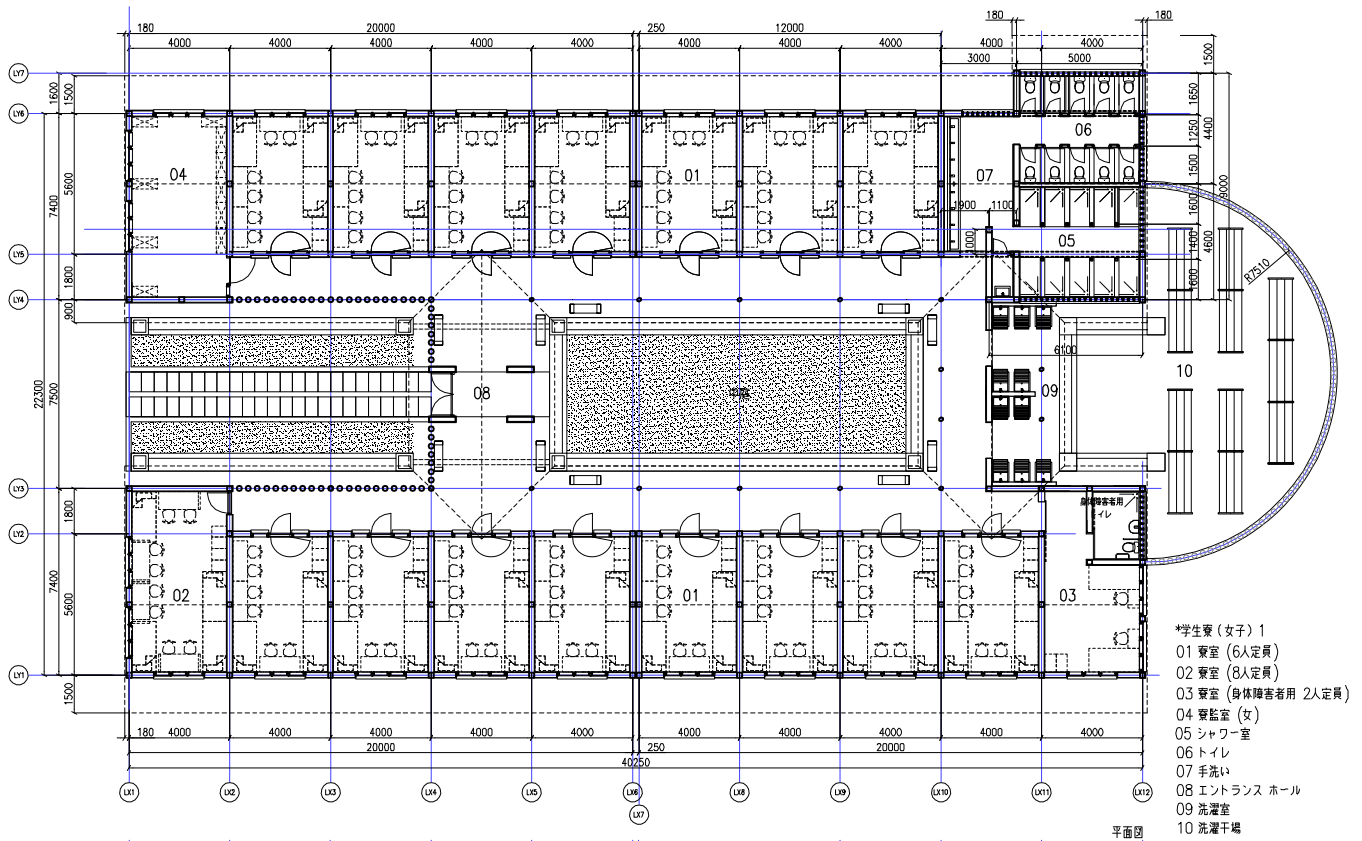 180 20000 250 12000 180 180
4000 4000 4000 4000 4000 4000 4000 4000 4000 4000
3000 5000
1500
LY7
1600 1500 1650
LY6
06 1250 4400
04 01 07 1500 9000
5600 7400
1900 1100 1600
1000 05 1400 4600
LY5
1800 1600
R7510
LY4
900
6100
22300 7500 08 09 10
LY3
1800
身体障害者用
トイレ
LY2
7400 5600
02 01 03
LY1
1500
180 4000 4000 4000 4000 4000 4000 4000 4000 4000 4000
20000 250 20000
40250
LX1 LX2 LX3 LX4 LX5 LX6 LX8 LX9 LX10 LX11 LX12
LX7
*学生寮(女子)1
01 寮室 (6人定員)
02 寮室 (8人定員)
03 寮室 (身体障害者用 2人定員)
04 寮監室 (女)
05 シャワー室
06 トイレ
07 手洗い
08 エントランス ホール
09 洗濯室
10 洗濯干場
平面図